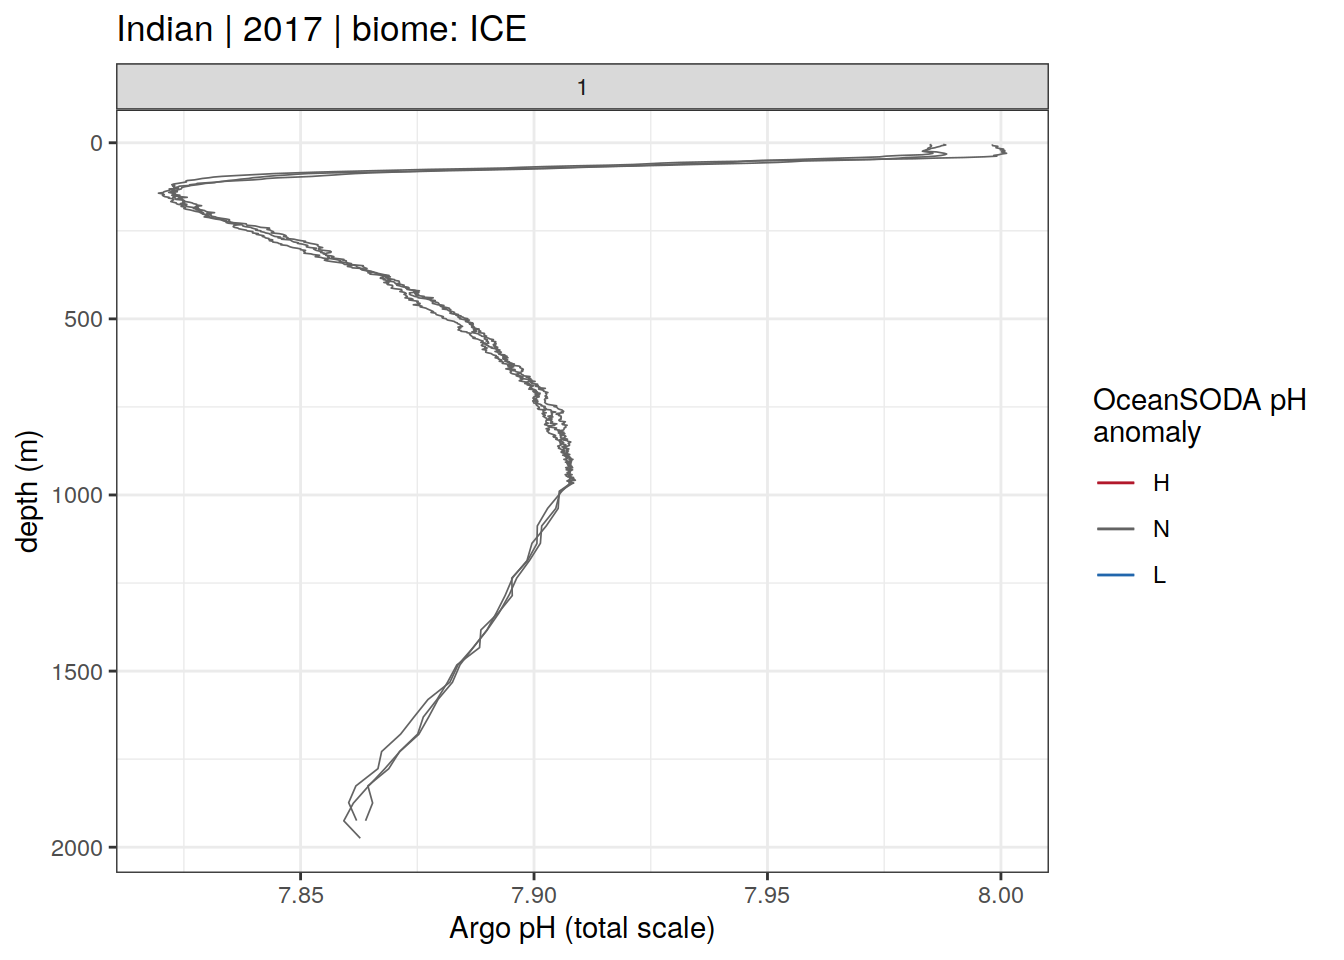 Indian | 2017 | biome: ICE
1
0
500
1000
1500
2000
depth (m)
7.85
7.90
7.95
8.00
Argo pH (total scale)
OceanSODA pH
anomaly
H
N
L